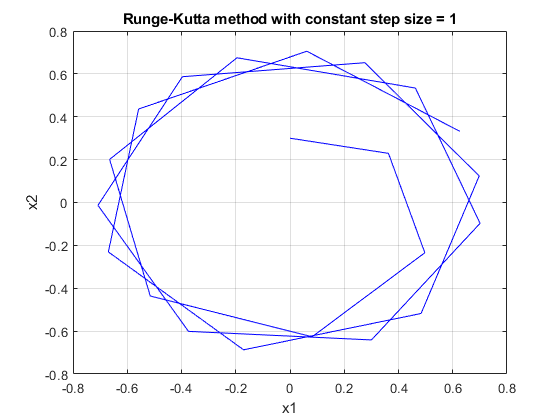 Runge-Kutta method with constant step size = 1
0.8
0.6
0.4
0.2
0
-0.2
-0.4
-0.6
-0.8
x2
-0.8 -0.6 -0.4 -0.2 0 0.2 0.4 0.6 0.8
x1